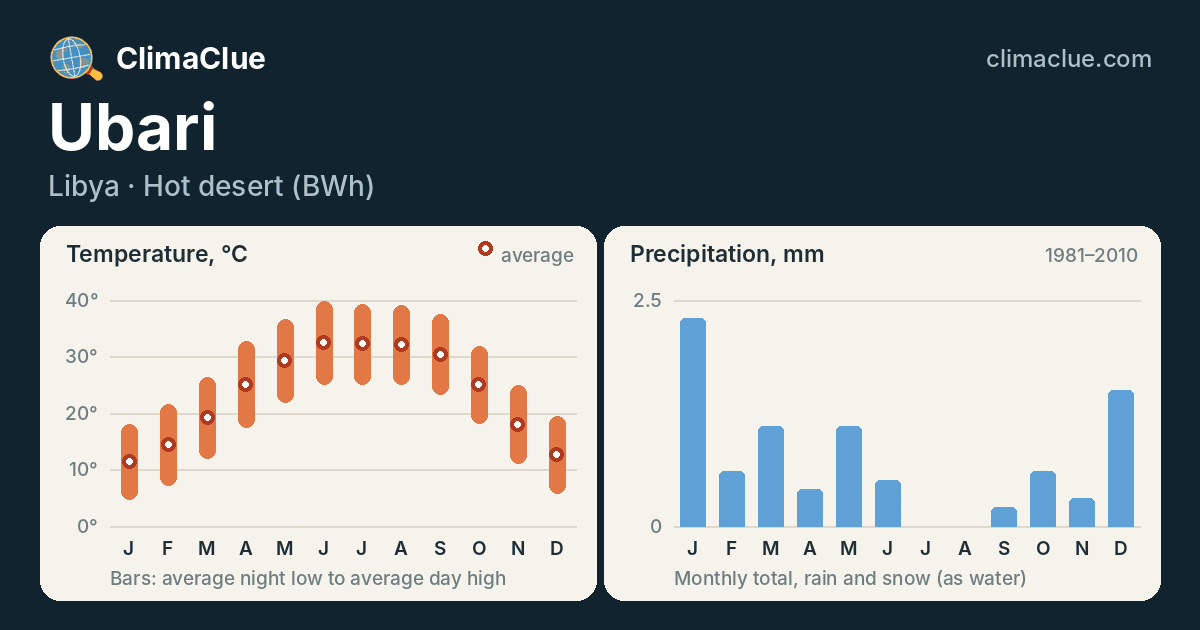 ClimaClue
climaclue.com
Ubari
Libya · Hot desert (BWh)
Temperature, °C
average
40°
30°
20°
10°
0°
J F M A M J J A S O N D
Bars: average night low to average day high
Precipitation, mm
1981–2010
2.5
0
J F M A M J J A S O N D
Monthly total, rain and snow (as water)